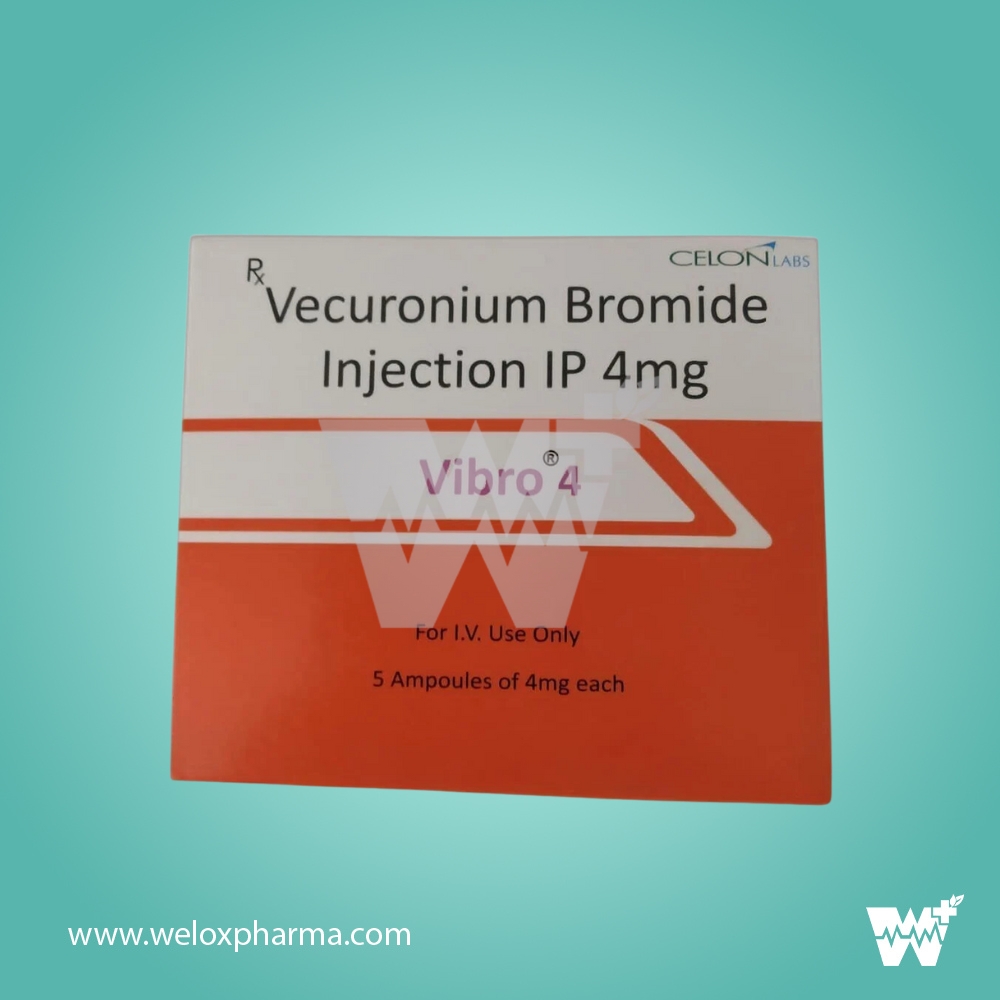 CELON LABS
Rx
Vecuronium Bromide
Injection IP 4mg
Vibro® 4
For I.V. Use Only
5 Ampoules of 4mg each
www.weloxpharma.com
W